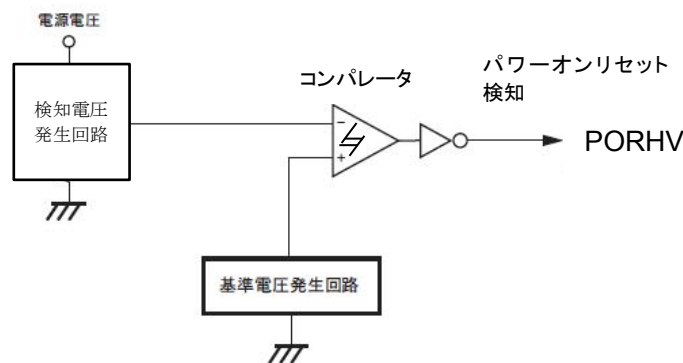 電源電圧
検知電圧
発生回路
コンパレータ
パワーオンリセット
検知
−
+
PORHV
基準電圧発生回路